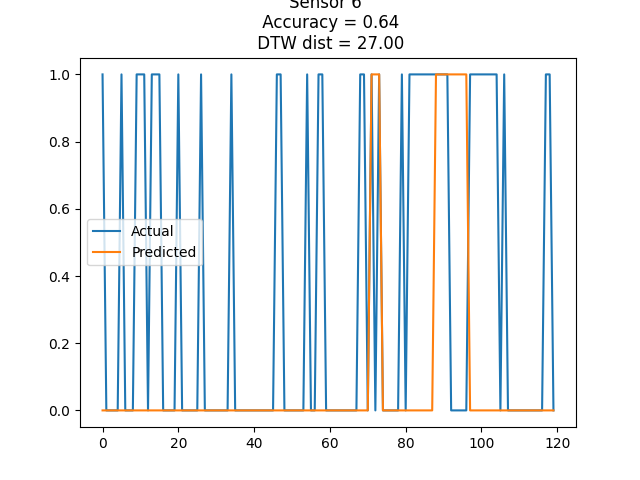 Sensor 6
Accuracy = 0.64
DTW dist = 27.00
1.0
0.8
0.6
Actual
Predicted
0.4
0.2
0.0
0 20 40 60 80 100 120